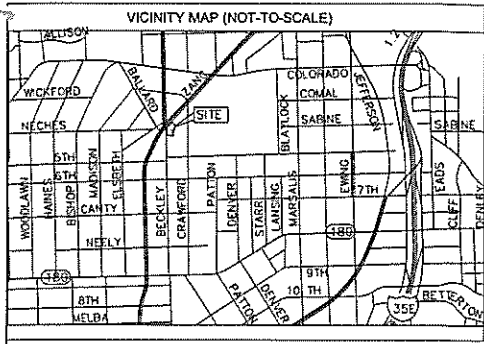 VICINITY MAP (NOT-TO-SCALE)
ALLISON
WICKFORD
BALLARD
ZANG
COLORADO
COMAL
JEFFERSON
SITE
NECHES
BLAYLOCK
SABINE
SABINE
6TH
6TH
WOODLAWN
HAINES
BISHOP
MADISON
ELSBETH
BECKLEY
CRAWFORD
PATTON
DENVER
STARR
LANSING
MARSALIS
EWING
7TH
EADS
CLIFF
DENLEY
CANTY
NEELY
180
180
9TH
10 TH
8TH
MELBA
PATTON
DENVER
BETTERTON
35E